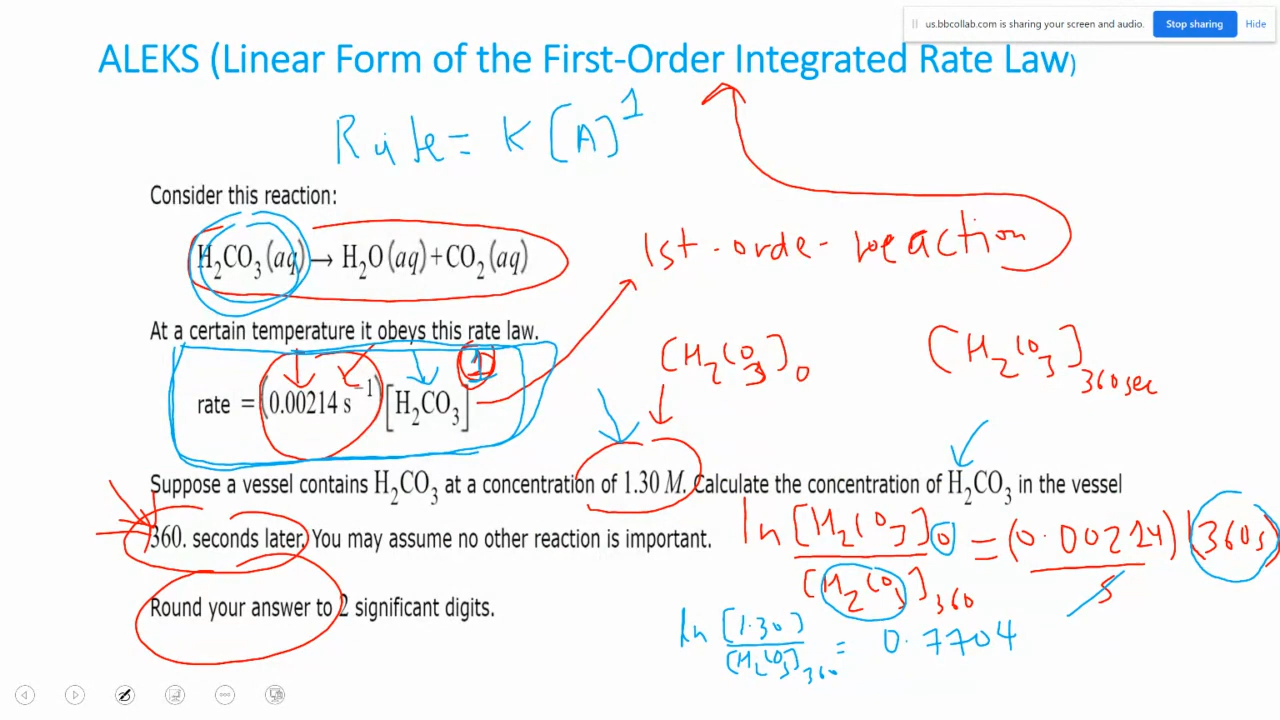 us.bbcollab.com is sharing your screen and audio. Stop sharing Hide
ALEKS (Linear Form of the First-Order Integrated Rate Law)
Rate = K [A]¹
Consider this reaction:
H₂CO₃(aq) → H₂O(aq) + CO₂(aq)
1st-orde-reaction
At a certain temperature it obeys this rate law.
[H₂CO₃]₀ [H₂CO₃]₃₆₀ sec
rate = (0.00214 s⁻¹) [H₂CO₃]¹
Suppose a vessel contains H₂CO₃ at a concentration of 1.30 M. Calculate the concentration of H₂CO₃ in the vessel
360. seconds later. You may assume no other reaction is important.
ln [H₂CO₃]₀ / [H₂CO₃]₃₆₀ = (0.00214) / s (360s)
Round your answer to 2 significant digits.
ln [1.30] / [H₂CO₃]₃₆₀ = 0.7704